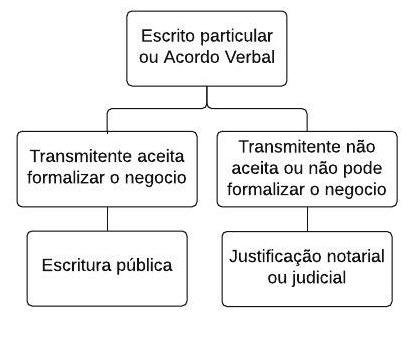 Escrito particular
ou Acordo Verbal
Transmitente aceita
formalizar o negocio
Transmitente não
aceita ou não pode
formalizar o negocio
Escritura pública
Justificação notarial
ou judicial